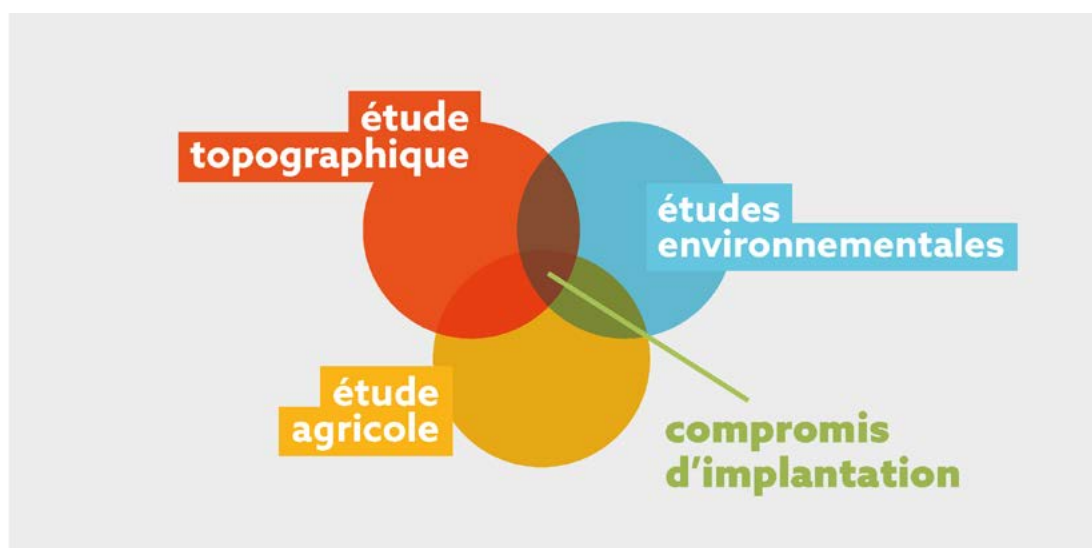 étude
topographique
études
environnementales
étude
agricole
compromis
d'implantation